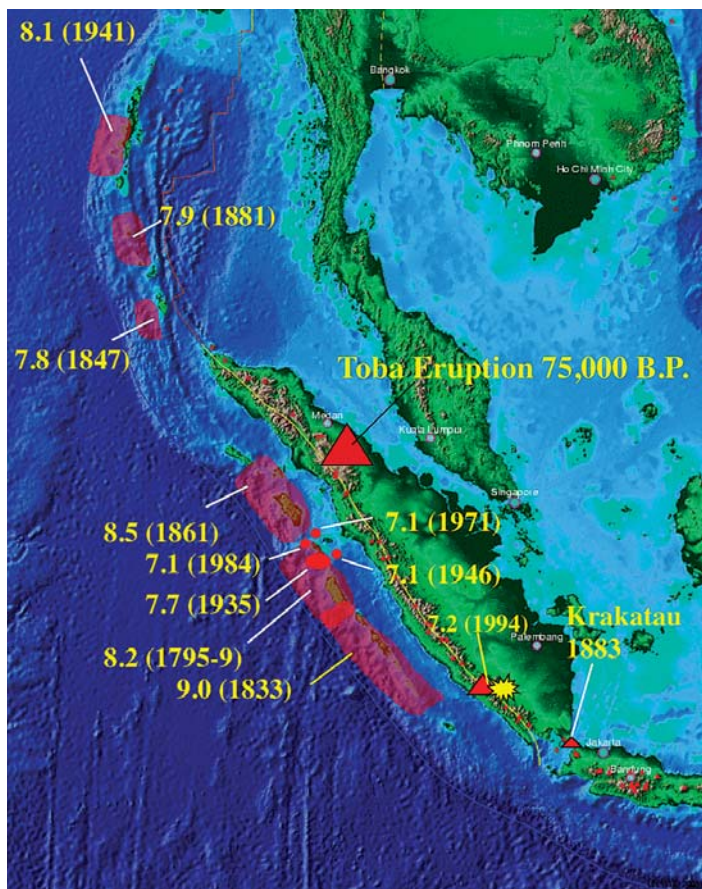 8.1 (1941)
Bangkok
Phnom Penh
Ho Chi Minh City
7.9 (1881)
7.8 (1847)
Toba Eruption 75,000 B.P.
Medan
Kuala Lumpur
Singapore
8.5 (1861)
7.1 (1971)
7.1 (1984)
7.1 (1946)
7.7 (1935)
7.2 (1994)
Palembang
Krakatau
1883
8.2 (1795-9)
9.0 (1833)
Jakarta
Bandung